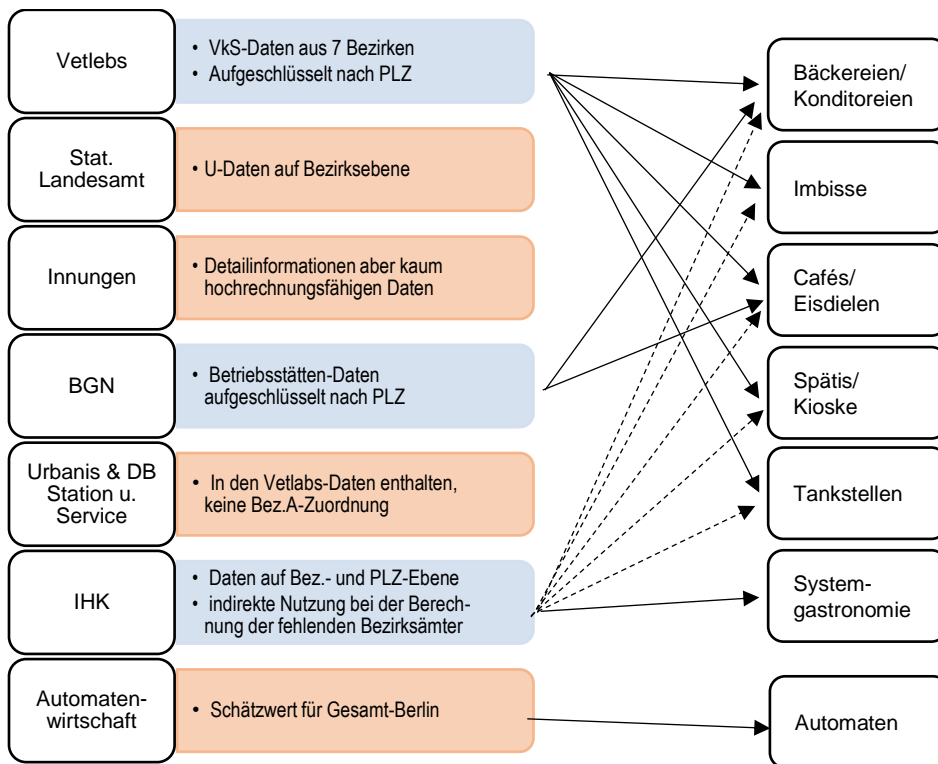 Vetlebs
• VkS-Daten aus 7 Bezirken
• Aufgeschlüsselt nach PLZ
Stat.
Landesamt
• U-Daten auf Bezirksebene
Innungen
• Detailinformationen aber kaum
hochrechnungsfähigen Daten
BGN
• Betriebsstätten-Daten
aufgeschlüsselt nach PLZ
Urbanis & DB
Station u.
Service
• In den Vetlabs-Daten enthalten,
keine Bez.A-Zuordnung
IHK
• Daten auf Bez.- und PLZ-Ebene
• indirekte Nutzung bei der Berech-
nung der fehlenden Bezirksämter
Automaten-
wirtschaft
• Schätzwert für Gesamt-Berlin
Bäckereien/
Konditoreien
Imbisse
Cafés/
Eisdielen
Spätis/
Kioske
Tankstellen
System-
gastronomie
Automaten